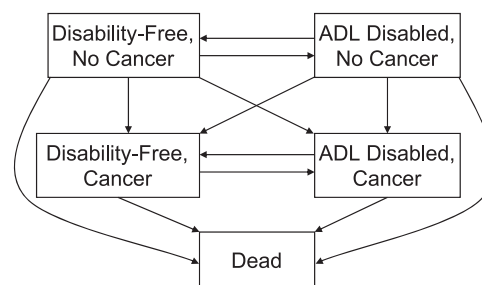 Disability-Free,
No Cancer
ADL Disabled,
No Cancer
Disability-Free,
Cancer
ADL Disabled,
Cancer
Dead